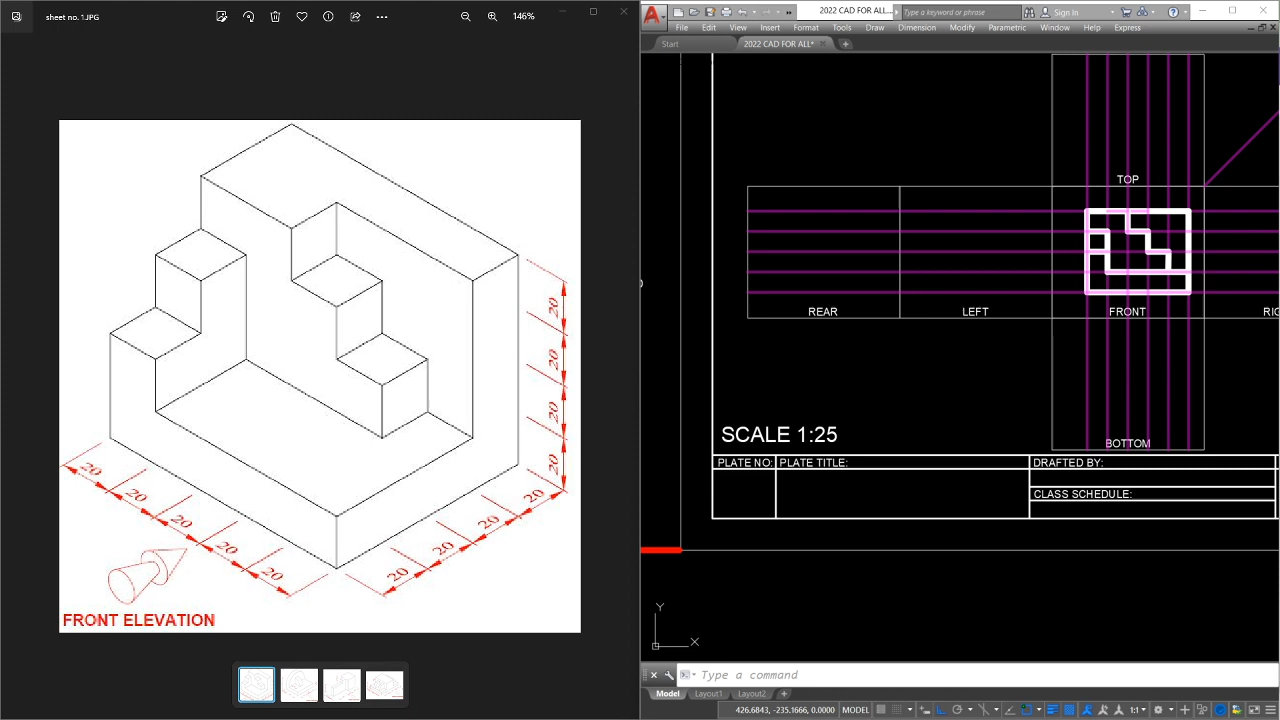 sheet no. 1.JPG
146%
20
20
20
20
20
20
20
20
20
20
20
20
20
FRONT ELEVATION
2022 CAD FOR ALL...
Type a keyword or phrase
Sign In
File Edit View Insert Format Tools Draw Dimension Modify Parametric Window Help Express
Start
2022 CAD FOR ALL*
TOP
REAR
LEFT
FRONT
RIG
BOTTOM
SCALE 1:25
PLATE NO:
PLATE TITLE:
DRAFTED BY:
CLASS SCHEDULE:
Y
X
Type a command
Model Layout1 Layout2
426.6843, -235.1666, 0.0000 MODEL
1:1